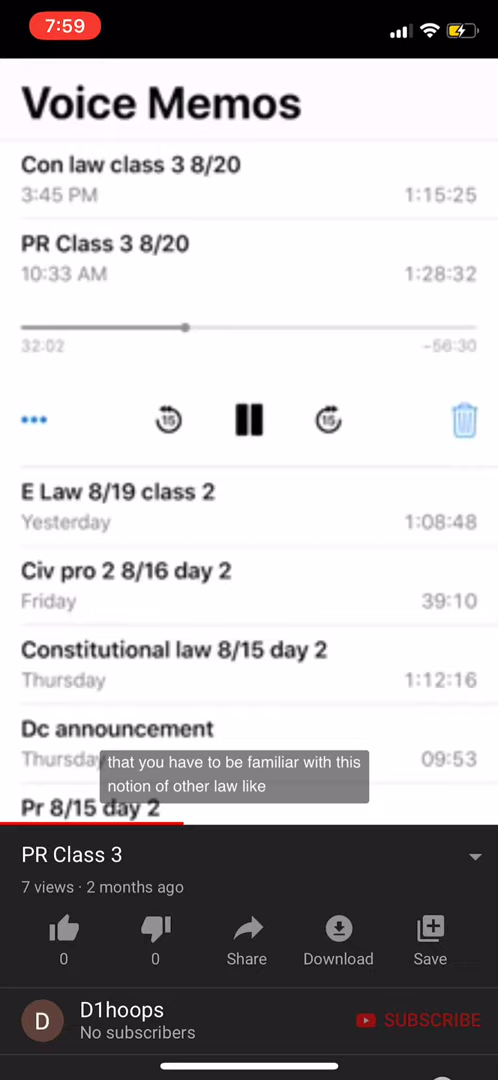 7:59
Voice Memos
Con law class 3 8/20
3:45 PM 1:15:25
PR Class 3 8/20
10:33 AM 1:28:32
32:02 -56:30
15 15
E Law 8/19 class 2
Yesterday 1:08:48
Civ pro 2 8/16 day 2
Friday 39:10
Constitutional law 8/15 day 2
Thursday 1:12:16
Dc announcement
Thursday 09:53
that you have to be familiar with this
notion of other law like
Pr 8/15 day 2
PR Class 3
7 views · 2 months ago
0 0 Share Download Save
D D1hoops
No subscribers
SUBSCRIBE